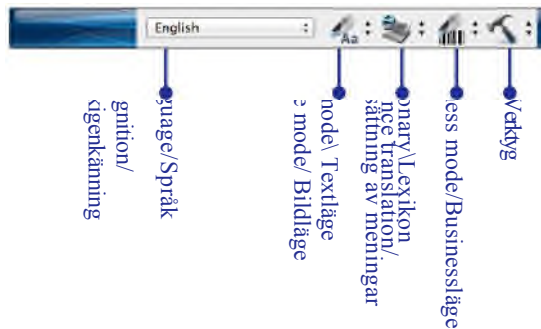 English
Aa
guage/Språk
gnition/
igenkänning
node\ Textläge
e mode/ Bildläge
onary\Lexikon
nce translation/
sättning av meningar
ess mode/Businessläge
Verktyg